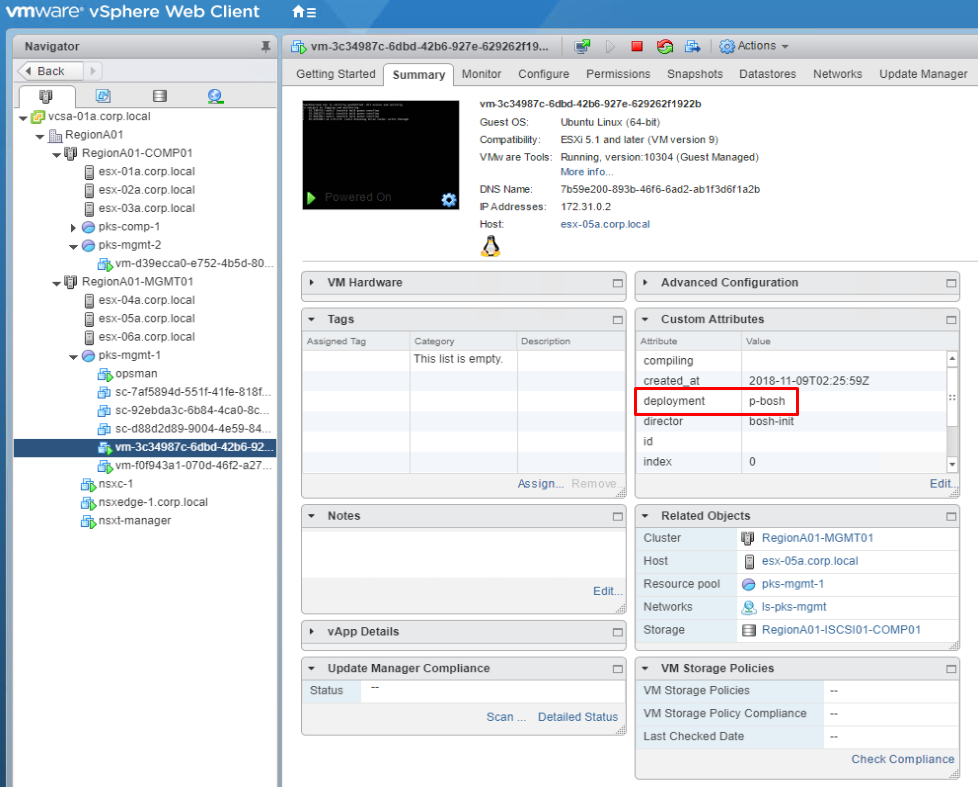 vmware® vSphere Web Client
Navigator
Back
vcsa-01a.corp.local
RegionA01
RegionA01-COMP01
esx-01a.corp.local
esx-02a.corp.local
esx-03a.corp.local
pks-comp-1
pks-mgmt-2
vm-d39ecca0-e752-4b5d-80...
RegionA01-MGMT01
esx-04a.corp.local
esx-05a.corp.local
esx-06a.corp.local
pks-mgmt-1
opsman
sc-7af5894d-551f-41fe-818f...
sc-92ebda3c-6b84-4ca0-8c...
sc-d88d2d89-9004-4e59-84...
vm-3c34987c-6dbd-42b6-92...
vm-f0f943a1-070d-46f2-a27...
nsxc-1
nsxedge-1.corp.local
nsxt-manager
vm-3c34987c-6dbd-42b6-927e-629262f19... Actions
Getting Started Summary Monitor Configure Permissions Snapshots Datastores Networks Update Manager
Powered On
vm-3c34987c-6dbd-42b6-927e-629262f1922b
Guest OS: Ubuntu Linux (64-bit)
Compatibility: ESXi 5.1 and later (VM version 9)
VMware Tools: Running, version:10304 (Guest Managed)
More info...
DNS Name: 7b59e200-893b-46f6-6ad2-ab1f3d6f1a2b
IP Addresses: 172.31.0.2
Host: esx-05a.corp.local
VM Hardware
Tags
Assigned Tag Category Description
This list is empty.
Assign... Remove...
Notes
Edit...
vApp Details
Update Manager Compliance
Status --
Scan ... Detailed Status
Advanced Configuration
Custom Attributes
Attribute Value
compiling
created_at 2018-11-09T02:25:59Z
deployment p-bosh
director bosh-init
id
index 0
Edit...
Related Objects
Cluster RegionA01-MGMT01
Host esx-05a.corp.local
Resource pool pks-mgmt-1
Networks ls-pks-mgmt
Storage RegionA01-ISCSI01-COMP01
VM Storage Policies
VM Storage Policies --
VM Storage Policy Compliance --
Last Checked Date --
Check Compliance